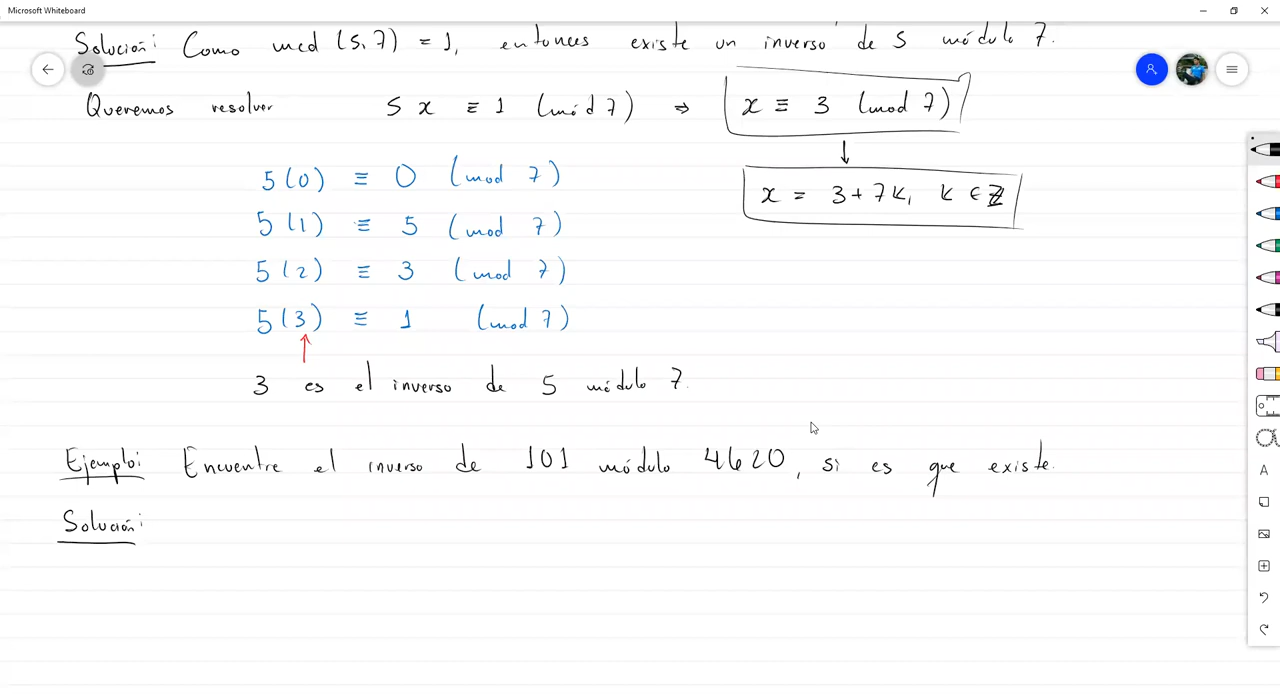 Microsoft Whiteboard
Solución: Como mcd (5,7) = 1, entonces existe un inverso de 5 módulo 7.
Queremos resolver 5 x ≡ 1 (mód 7) ⇒ x ≡ 3 (mod 7)
↓
x = 3 + 7k, k ∈ ℤ
5(0) ≡ 0 (mod 7)
5(1) ≡ 5 (mod 7)
5(2) ≡ 3 (mod 7)
5(3) ≡ 1 (mod 7)
↑
3 es el inverso de 5 módulo 7.
Ejemplo: Encuentre el inverso de 101 módulo 4620, si es que existe.
Solución:
A